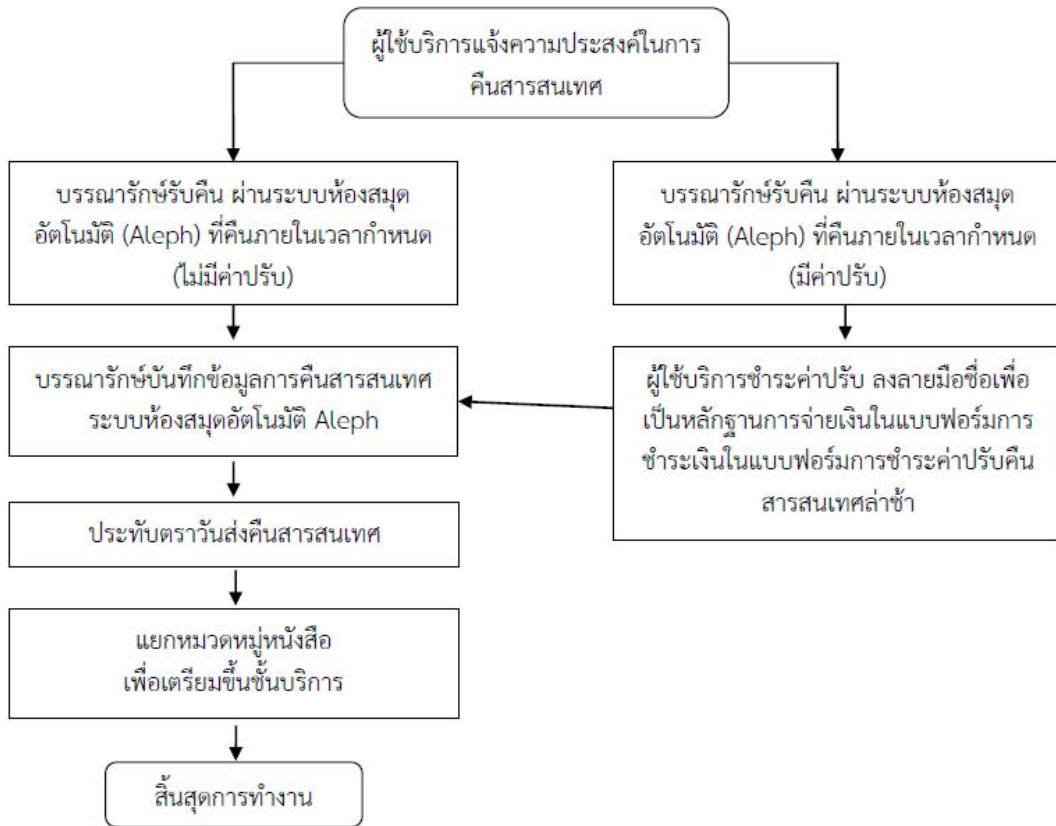 ผู้ใช้บริการแจ้งความประสงค์ในการ
คืนสารสนเทศ
บรรณารักษ์รับคืน ผ่านระบบห้องสมุด
อัตโนมัติ (Aleph) ที่คืนภายในเวลากำหนด
(ไม่มีค่าปรับ)
บรรณารักษ์รับคืน ผ่านระบบห้องสมุด
อัตโนมัติ (Aleph) ที่คืนภายในเวลากำหนด
(มีค่าปรับ)
บรรณารักษ์บันทึกข้อมูลการคืนสารสนเทศ
ระบบห้องสมุดอัตโนมัติ Aleph
ผู้ใช้บริการชำระค่าปรับ ลงลายมือชื่อเพื่อ
เป็นหลักฐานการจ่ายเงินในแบบฟอร์มการ
ชำระเงินในแบบฟอร์มการชำระค่าปรับคืน
สารสนเทศล่าช้า
ประทับตราวันส่งคืนสารสนเทศ
แยกหมวดหมู่หนังสือ
เพื่อเตรียมขึ้นชั้นบริการ
สิ้นสุดการทำงาน